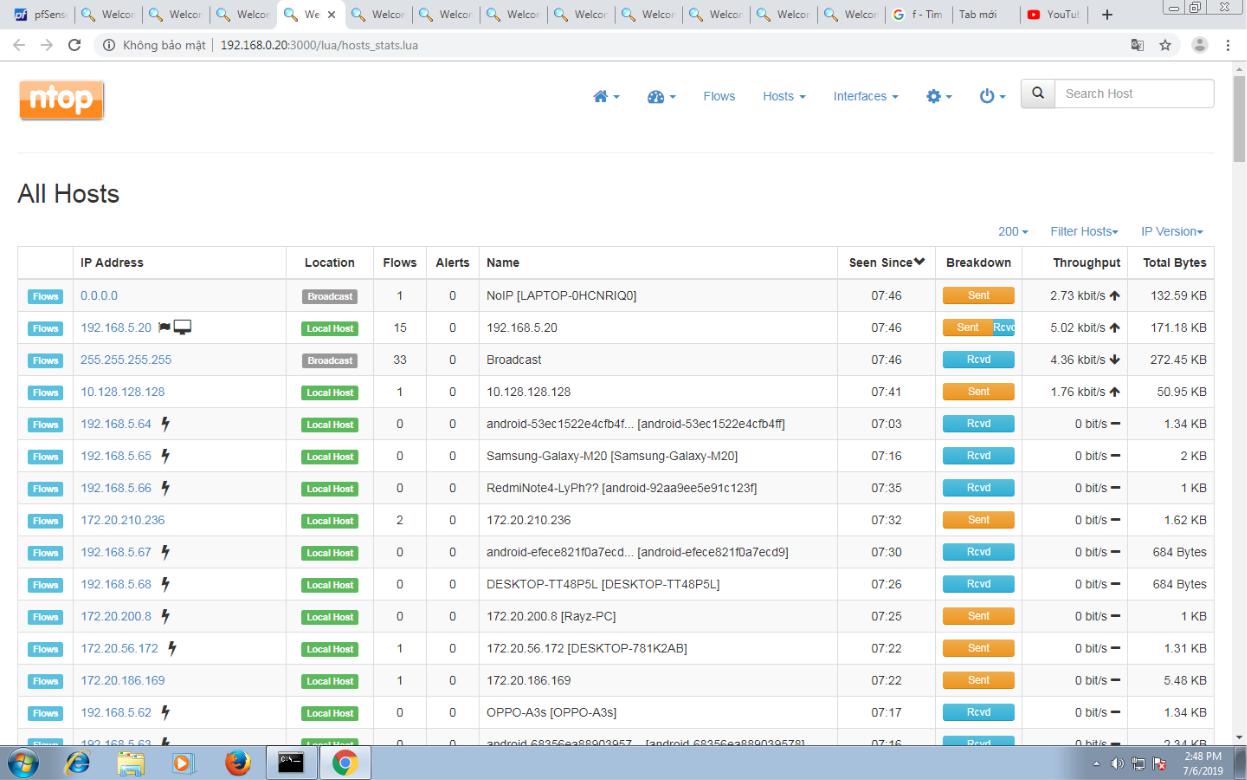 pfSens Welcor Welcor Welcor We Welcor Welcor Welcor Welcor Welcor Welcor Welcor Welcor f - Tìm Tab mới YouTul
Không bảo mật 192.168.0.20:3000/lua/hosts_stats.lua
ntop Flows Hosts Interfaces Search Host
All Hosts
200 Filter Hosts IP Version
IP Address Location Flows Alerts Name Seen Since Breakdown Throughput Total Bytes
Flows 0.0.0.0 Broadcast 1 0 NoIP [LAPTOP-0HCNRIQ0] 07:46 Sent 2.73 kbit/s 132.59 KB
Flows 192.168.5.20 Local Host 15 0 192.168.5.20 07:46 Sent Rcvd 5.02 kbit/s 171.18 KB
Flows 255.255.255.255 Broadcast 33 0 Broadcast 07:46 Rcvd 4.36 kbit/s 272.45 KB
Flows 10.128.128.128 Local Host 1 0 10.128.128.128 07:41 Sent 1.76 kbit/s 50.95 KB
Flows 192.168.5.64 Local Host 0 0 android-53ec1522e4cfb4f... [android-53ec1522e4cfb4ff] 07:03 Rcvd 0 bit/s 1.34 KB
Flows 192.168.5.65 Local Host 0 0 Samsung-Galaxy-M20 [Samsung-Galaxy-M20] 07:16 Rcvd 0 bit/s 2 KB
Flows 192.168.5.66 Local Host 0 0 RedmiNote4-LyPh?? [android-92aa9ee5e91c123f] 07:35 Rcvd 0 bit/s 1 KB
Flows 172.20.210.236 Local Host 2 0 172.20.210.236 07:32 Sent 0 bit/s 1.62 KB
Flows 192.168.5.67 Local Host 0 0 android-efece821f0a7ecd... [android-efece821f0a7ecd9] 07:30 Rcvd 0 bit/s 684 Bytes
Flows 192.168.5.68 Local Host 0 0 DESKTOP-TT48P5L [DESKTOP-TT48P5L] 07:26 Rcvd 0 bit/s 684 Bytes
Flows 172.20.200.8 Local Host 0 0 172.20.200.8 [Rayz-PC] 07:25 Sent 0 bit/s 1 KB
Flows 172.20.56.172 Local Host 1 0 172.20.56.172 [DESKTOP-781K2AB] 07:22 Sent 0 bit/s 1.31 KB
Flows 172.20.186.169 Local Host 1 0 172.20.186.169 07:22 Sent 0 bit/s 5.48 KB
Flows 192.168.5.62 Local Host 0 0 OPPO-A3s [OPPO-A3s] 07:17 Rcvd 0 bit/s 1.34 KB
Flows 192.168.5.63 Local Host 0 0 android-68356ea88903957... [android-68356ea889039578] 07:16 Rcvd 0 bit/s 2.34 KB
2:48 PM
7/6/2019